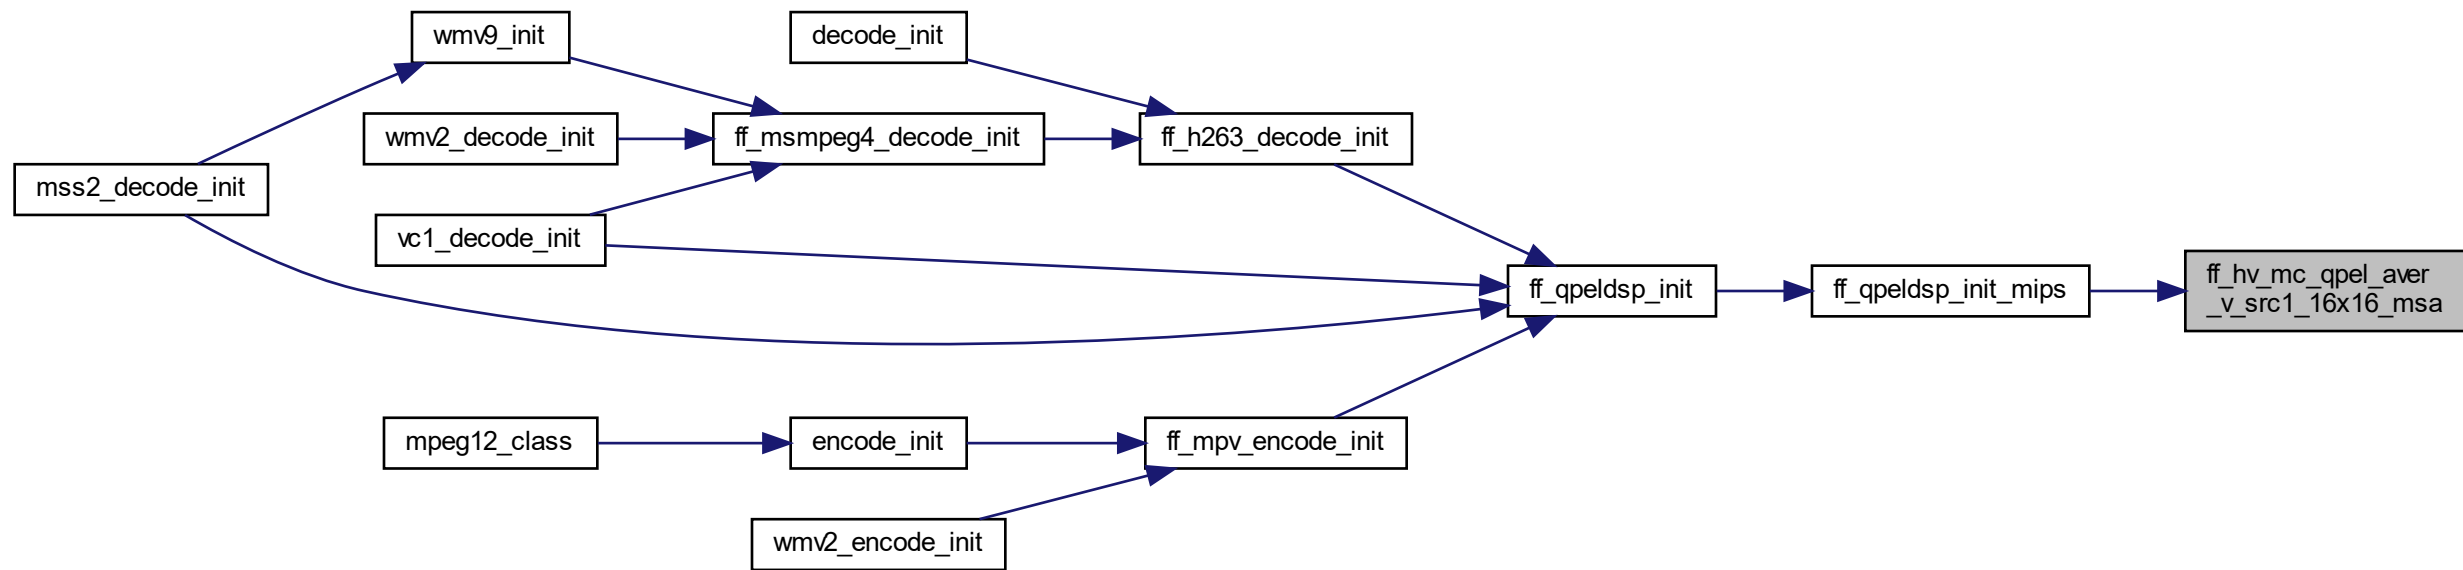 wmv9_init
decode_init
wmv2_decode_init
ff_msmpeg4_decode_init
ff_h263_decode_init
mss2_decode_init
vc1_decode_init
ff_qpeldsp_init
ff_qpeldsp_init_mips
ff_hv_mc_qpel_aver
_v_src1_16x16_msa
mpeg12_class
encode_init
ff_mpv_encode_init
wmv2_encode_init